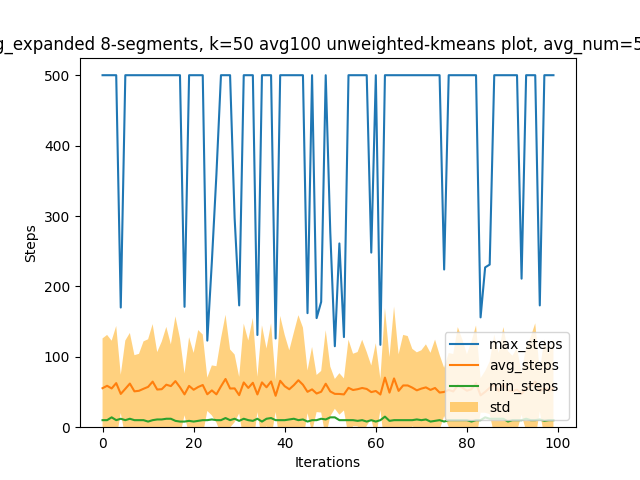 expanded 8-segments, k=50 avg100 unweighted-kmeans plot, avg_num=5
500
400
300
200
100
0
Steps
0
20
40
60
80
100
Iterations
max_steps
avg_steps
min_steps
std